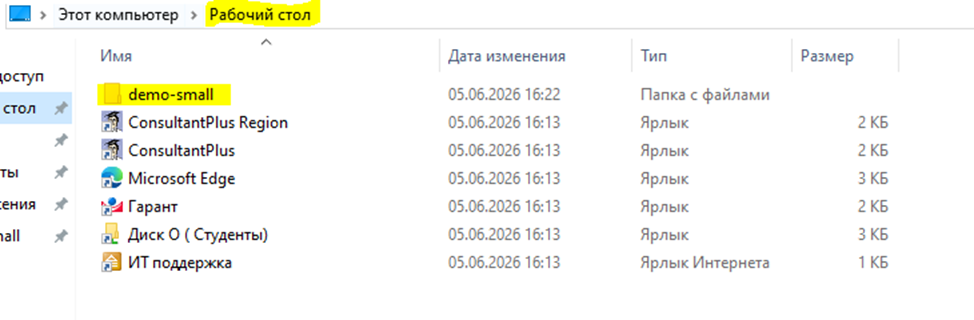 Этот компьютер > Рабочий стол
Имя Дата изменения Тип Размер
доступ
demo-small 05.06.2026 16:22 Папка с файлами
стол
ConsultantPlus Region 05.06.2026 16:13 Ярлык 2 КБ
ConsultantPlus 05.06.2026 16:13 Ярлык 2 КБ
ты
Microsoft Edge 05.06.2026 16:13 Ярлык 3 КБ
жения
Гарант 05.06.2026 16:13 Ярлык 2 КБ
nall
Диск О ( Студенты) 05.06.2026 16:13 Ярлык 3 КБ
ИТ поддержка 05.06.2026 16:13 Ярлык Интернета 1 КБ